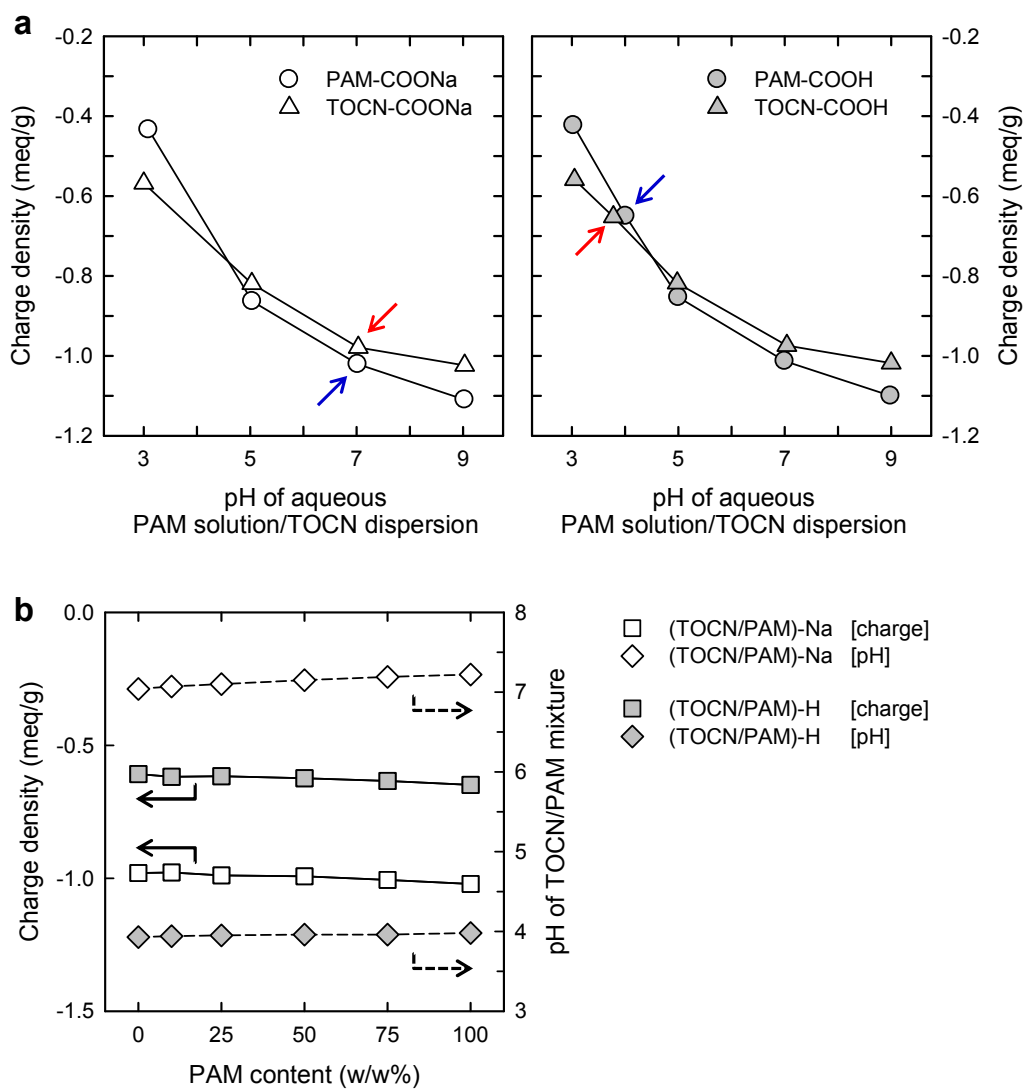 a
-0.2
-0.4
-0.6
-0.8
-1.0
-1.2
Charge density (meq/g)
PAM-COONa
TOCN-COONa
3 5 7 9
pH of aqueous
PAM solution/TOCN dispersion
PAM-COOH
TOCN-COOH
-0.2
-0.4
-0.6
-0.8
-1.0
-1.2
Charge density (meq/g)
3 5 7 9
pH of aqueous
PAM solution/TOCN dispersion
b
0.0
-0.5
-1.0
-1.5
Charge density (meq/g)
8
7
6
5
4
3
pH of TOCN/PAM mixture
0 25 50 75 100
PAM content (w/w%)
(TOCN/PAM)-Na [charge]
(TOCN/PAM)-Na [pH]
(TOCN/PAM)-H [charge]
(TOCN/PAM)-H [pH]